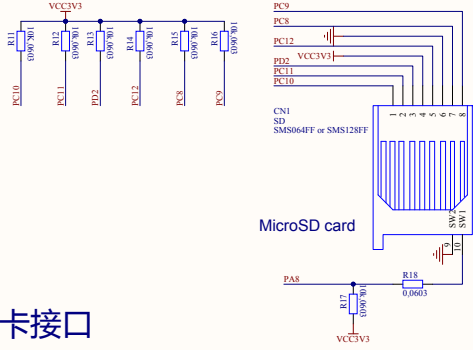 VCC3V3
R11
10K,0603
R12
10K,0603
R13
10K,0603
R14
10K,0603
R15
10K,0603
R16
10K,0603
PC10
PC11
PD2
PC12
PC8
PC9
PC9
PC8
PC12
VCC3V3
PD2
PC11
PC10
CN1
SD
SMS064FF or SMS128FF
1
2
3
4
5
6
7
8
SW2
SW1
9
10
MicroSD card
PA8
R18
0,0603
R17
10K,0603
VCC3V3
卡接口